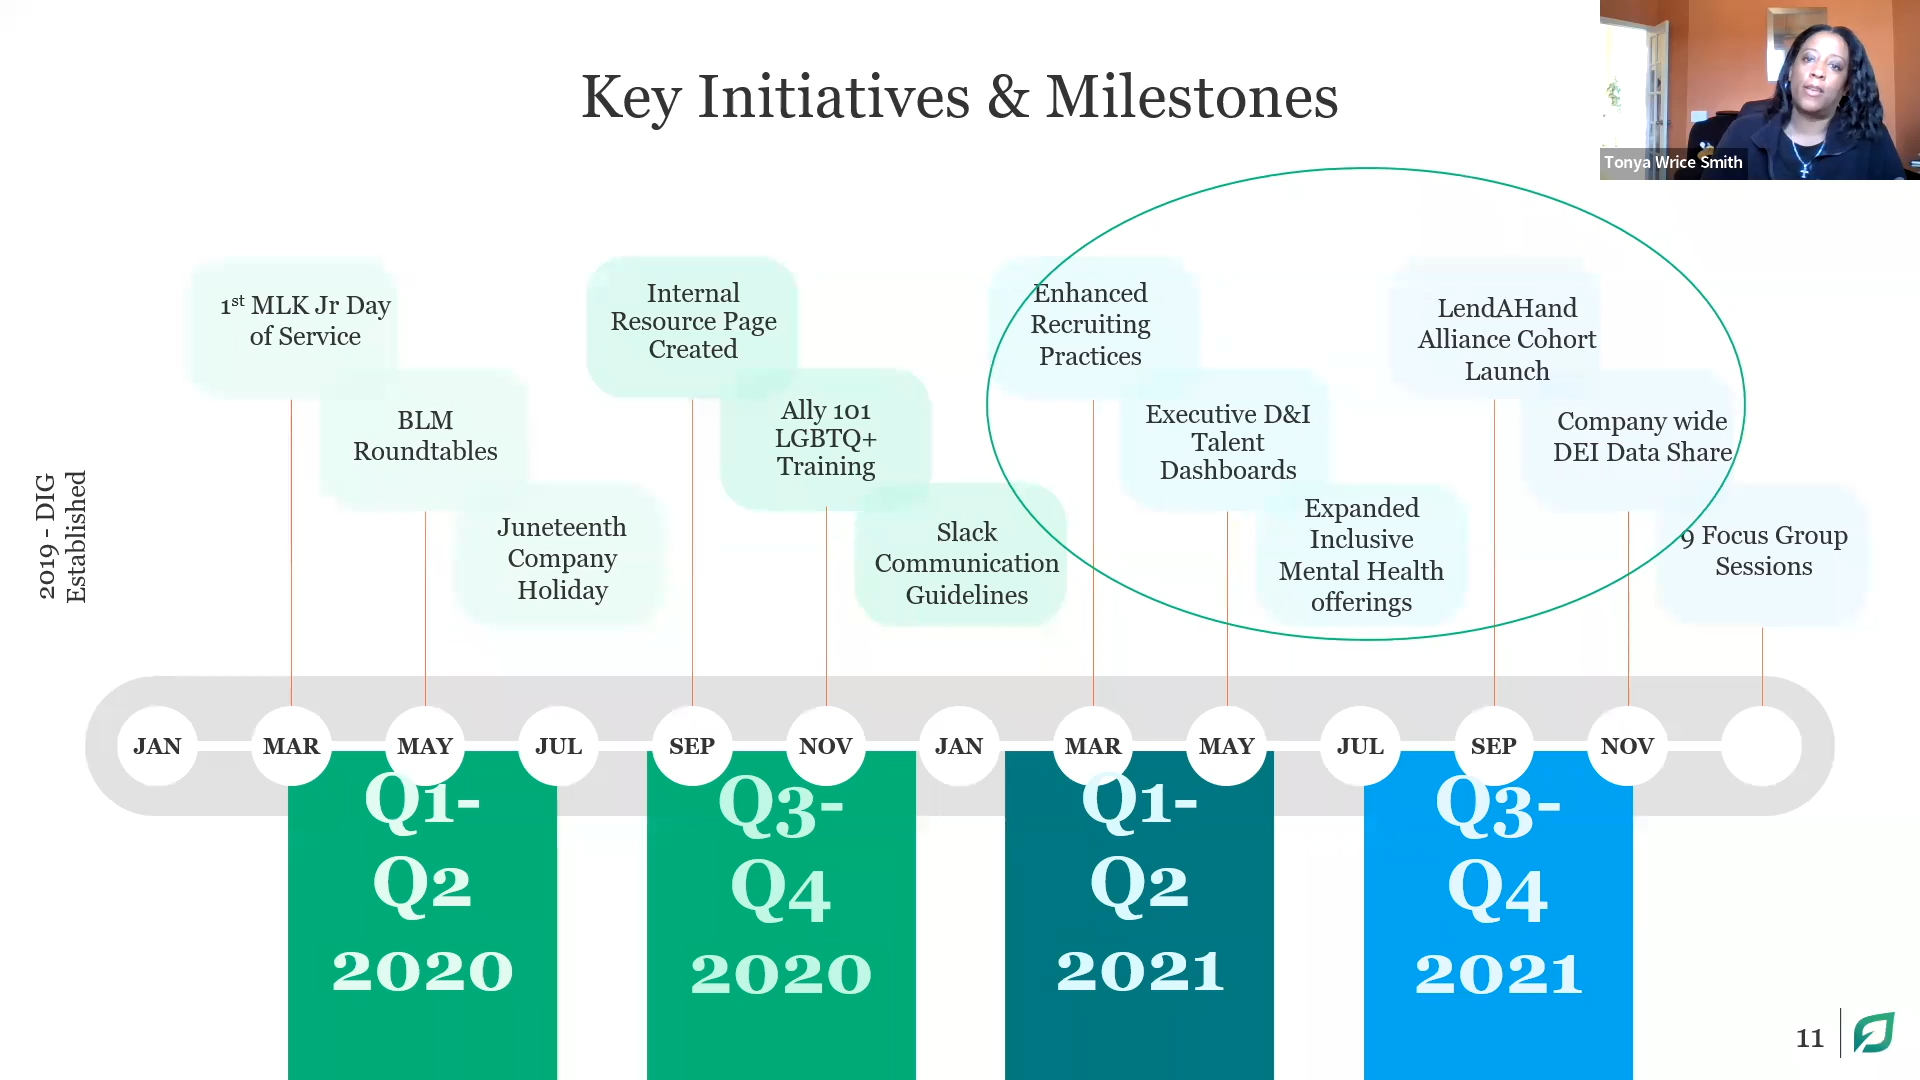 Key Initiatives & Milestones
Tonya Wrice Smith
2019 - DIG
Established
1st MLK Jr Day
of Service
BLM
Roundtables
Juneteenth
Company
Holiday
Internal
Resource Page
Created
Ally 101
LGBTQ+
Training
Slack
Communication
Guidelines
Enhanced
Recruiting
Practices
Executive D&I
Talent
Dashboards
Expanded
Inclusive
Mental Health
offerings
LendAHand
Alliance Cohort
Launch
Company wide
DEI Data Share
9 Focus Group
Sessions
JAN MAR MAY JUL SEP NOV JAN MAR MAY JUL SEP NOV
Q1-
Q2
2020
Q3-
Q4
2020
Q1-
Q2
2021
Q3-
Q4
2021
11